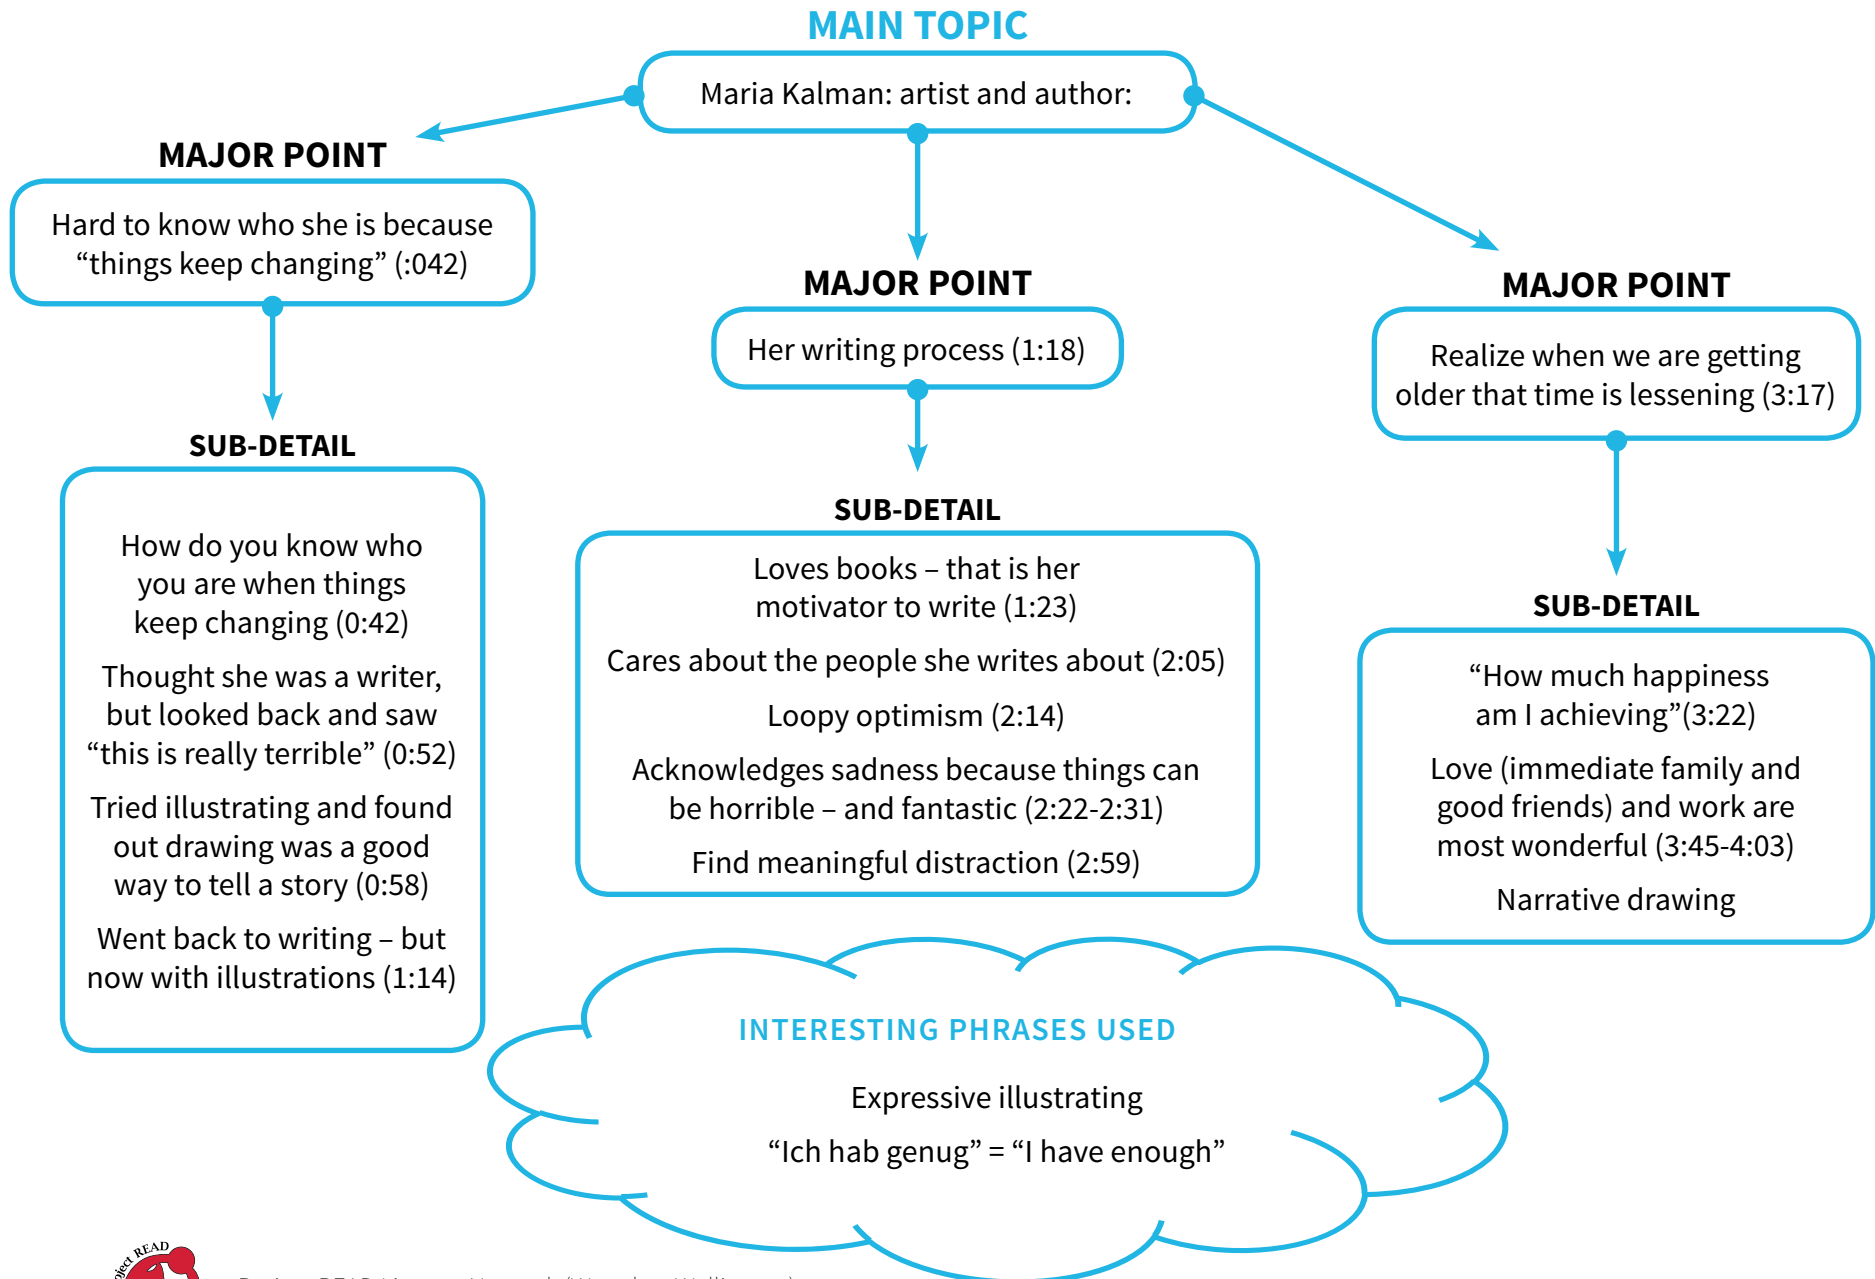 MAIN TOPIC
Maria Kalman: artist and author:
MAJOR POINT
Hard to know who she is because
“things keep changing” (:042)
SUB-DETAIL
How do you know who
you are when things
keep changing (0:42)
Thought she was a writer,
but looked back and saw
“this is really terrible” (0:52)
Tried illustrating and found
out drawing was a good
way to tell a story (0:58)
Went back to writing – but
now with illustrations (1:14)
MAJOR POINT
Her writing process (1:18)
SUB-DETAIL
Loves books – that is her
motivator to write (1:23)
Cares about the people she writes about (2:05)
Loopy optimism (2:14)
Acknowledges sadness because things can
be horrible – and fantastic (2:22-2:31)
Find meaningful distraction (2:59)
MAJOR POINT
Realize when we are getting
older that time is lessening (3:17)
SUB-DETAIL
“How much happiness
am I achieving”(3:22)
Love (immediate family and
good friends) and work are
most wonderful (3:45-4:03)
Narrative drawing
INTERESTING PHRASES USED
Expressive illustrating
“Ich hab genug” = “I have enough”
READ